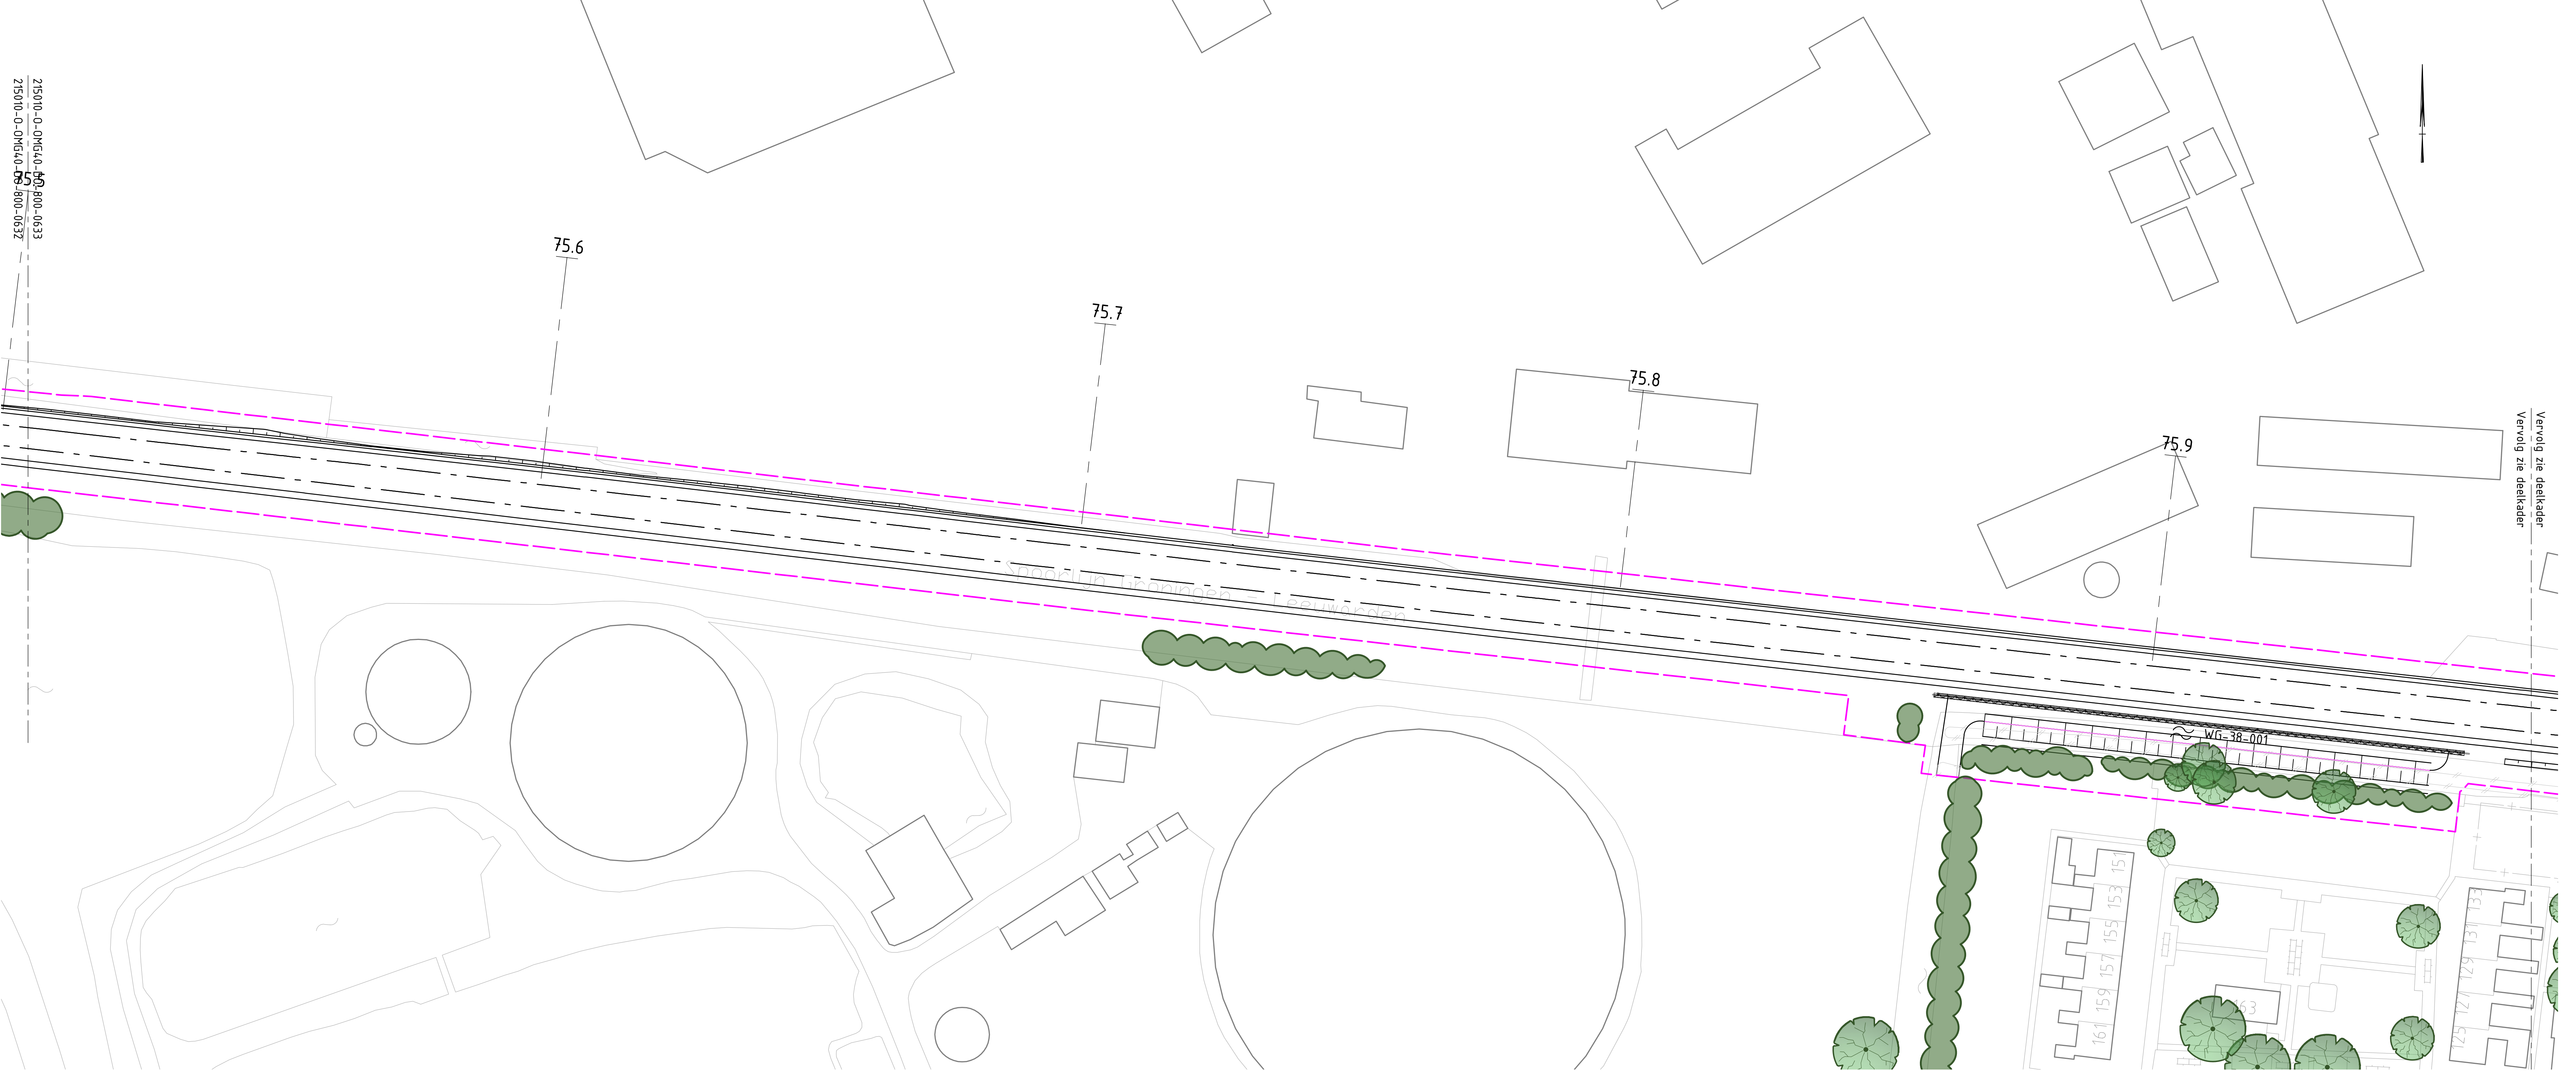 215010-O-OMG40-DO-800-0632
215010-O-OMG40-DO-800-0633
75.5
75.6
75.7
75.8
75.9
Vervolg zie deelkader
Vervolg zie deelkader
Spoorlijn Groningen - Leeuwarden
WG-38-001
151
153
155
157
159
161
163
133
131
129
127
125